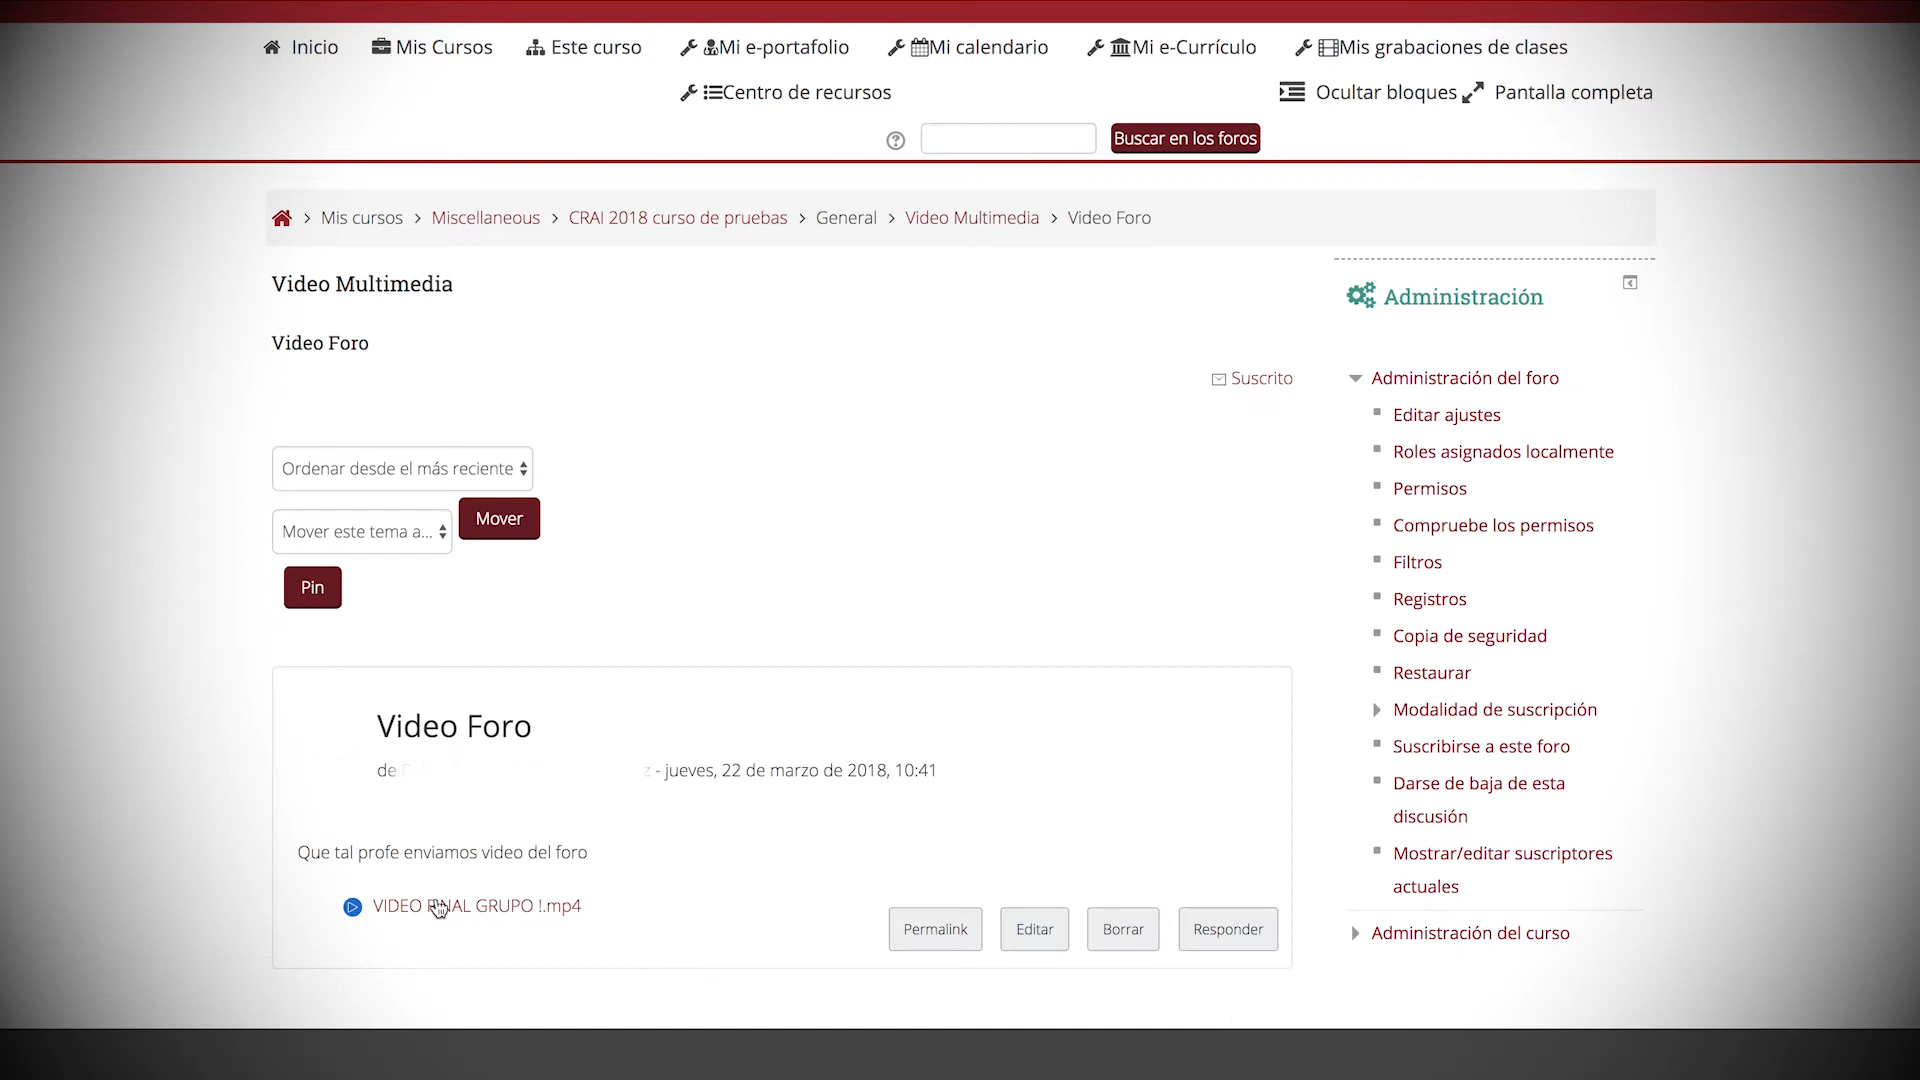 Inicio
Mis Cursos
Este curso
Mi e-portafolio
Mi calendario
Mi e-Currículo
Mis grabaciones de clases
Centro de recursos
Ocultar bloques
Pantalla completa
Buscar en los foros
Mis cursos > Miscellaneous > CRAI 2018 curso de pruebas > General > Video Multimedia > Video Foro
Video Multimedia
Video Foro
Suscrito
Ordenar desde el más reciente
Mover este tema a...
Mover
Pin
Video Foro
de - jueves, 22 de marzo de 2018, 10:41
Que tal profe enviamos video del foro
VIDEO FINAL GRUPO !.mp4
Permalink
Editar
Borrar
Responder
Administración
Administración del foro
Editar ajustes
Roles asignados localmente
Permisos
Compruebe los permisos
Filtros
Registros
Copia de seguridad
Restaurar
Modalidad de suscripción
Suscribirse a este foro
Darse de baja de esta
discusión
Mostrar/editar suscriptores
actuales
Administración del curso